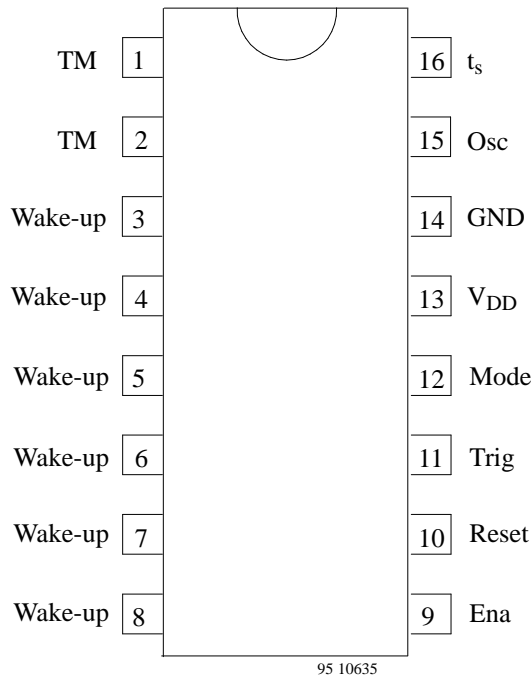 TM 1 16 ts
TM 2 15 Osc
Wake-up 3 14 GND
Wake-up 4 13 VDD
Wake-up 5 12 Mode
Wake-up 6 11 Trig
Wake-up 7 10 Reset
Wake-up 8 9 Ena
95 10635